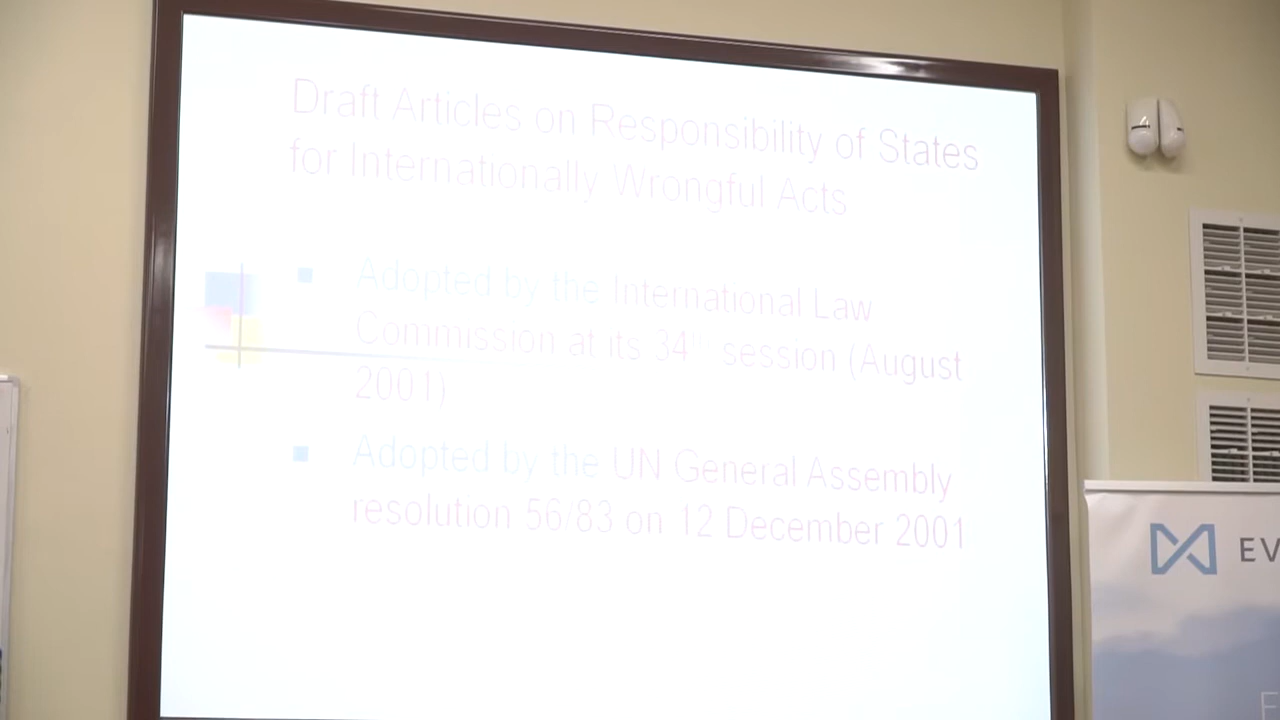 Draft Articles on Responsibility of States
for Internationally Wrongful Acts
Adopted by the International Law
Commission at its 34th session (August
2001)
Adopted by the UN General Assembly
resolution 56/83 on 12 December 2001
EV